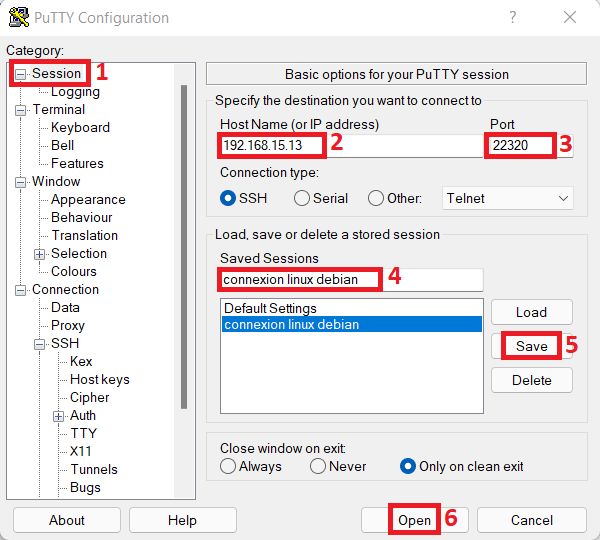 PuTTY Configuration ?
Category:
Session 1
Logging
Terminal
Keyboard
Bell
Features
Window
Appearance
Behaviour
Translation
Selection
Colours
Connection
Data
Proxy
SSH
Kex
Host keys
Cipher
Auth
TTY
X11
Tunnels
Bugs
Basic options for your PuTTY session
Specify the destination you want to connect to
Host Name (or IP address) Port
192.168.15.13 2 22320 3
Connection type:
SSH Serial Other: Telnet
Load, save or delete a stored session
Saved Sessions
connexion linux debian 4
Default Settings
connexion linux debian
Load
Save 5
Delete
Close window on exit:
Always Never Only on clean exit
About Help Open 6 Cancel